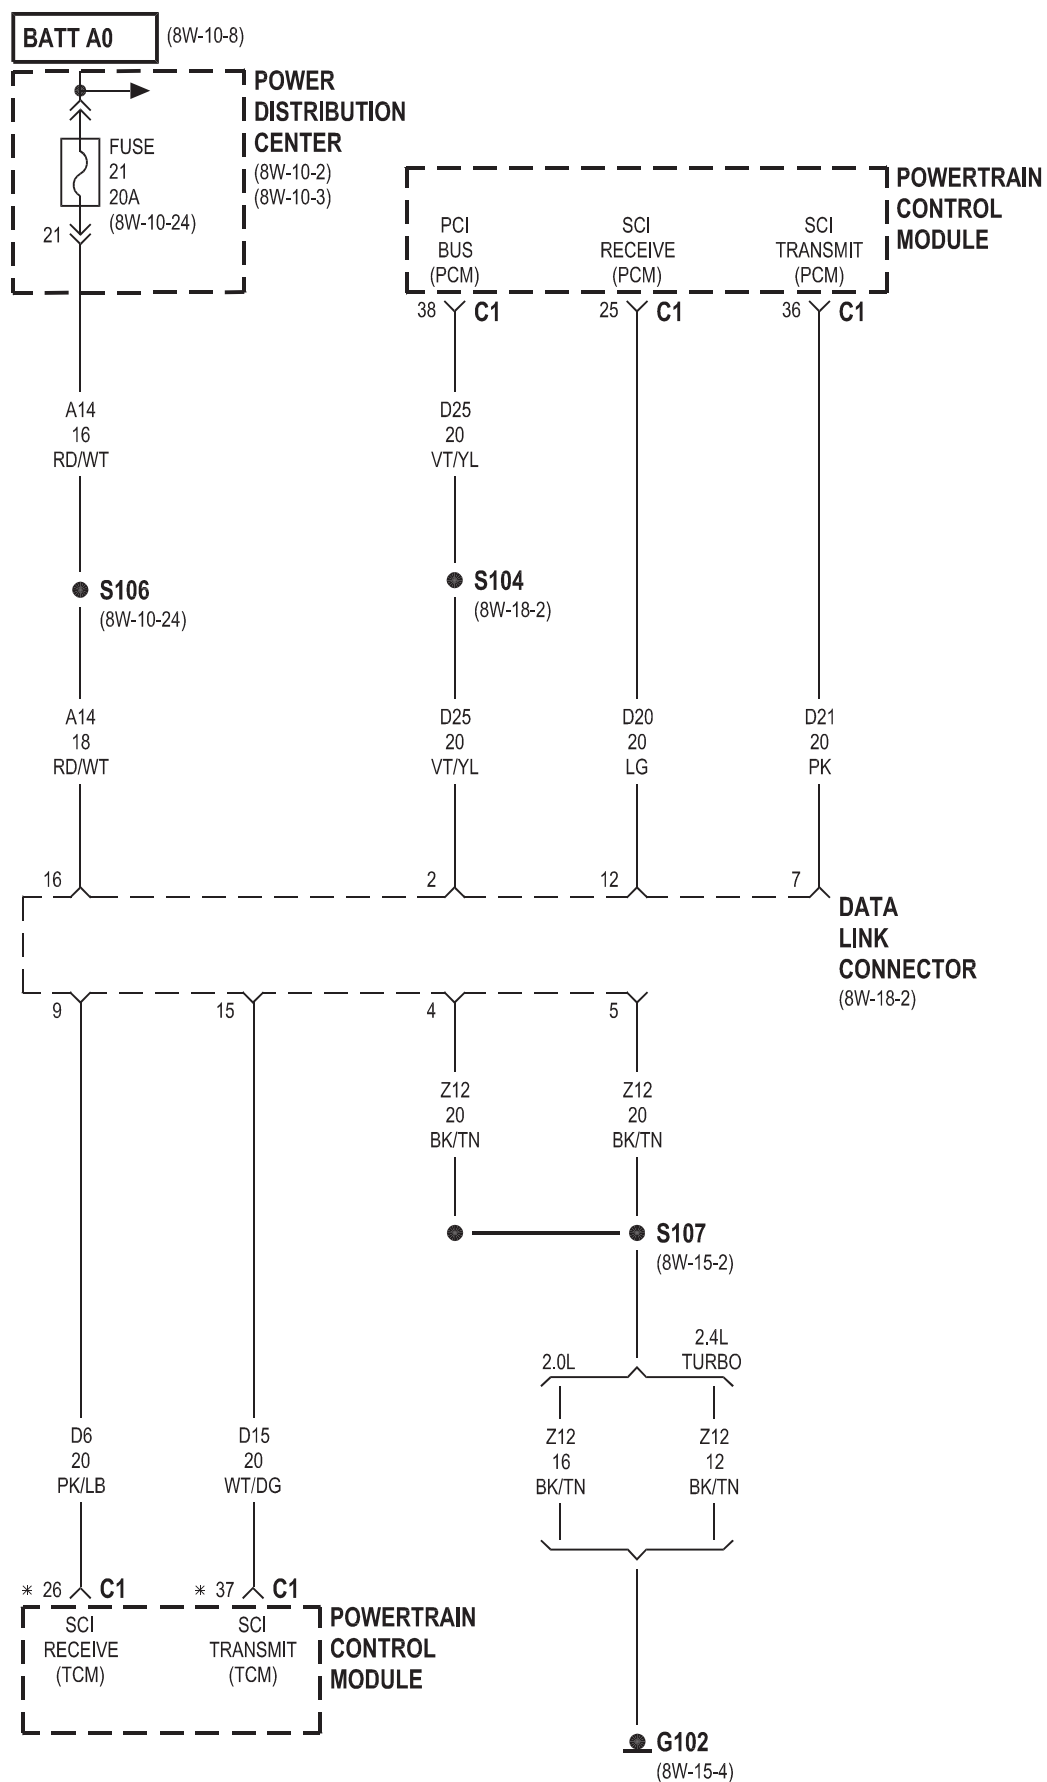 BATT A0
(8W-10-8)
POWER
DISTRIBUTION
CENTER
(8W-10-2)
(8W-10-3)
FUSE
21
20A
(8W-10-24)
21
POWERTRAIN
CONTROL
MODULE
PCI
BUS
(PCM)
SCI
RECEIVE
(PCM)
SCI
TRANSMIT
(PCM)
38
C1
25
C1
36
C1
A14
16
RD/WT
D25
20
VT/YL
S106
(8W-10-24)
S104
(8W-18-2)
A14
18
RD/WT
D25
20
VT/YL
D20
20
LG
D21
20
PK
16
2
12
7
DATA
LINK
CONNECTOR
(8W-18-2)
9
15
4
5
Z12
20
BK/TN
Z12
20
BK/TN
S107
(8W-15-2)
2.0L
2.4L
TURBO
D6
20
PK/LB
D15
20
WT/DG
Z12
16
BK/TN
Z12
12
BK/TN
* 26
C1
* 37
C1
SCI
RECEIVE
(TCM)
SCI
TRANSMIT
(TCM)
POWERTRAIN
CONTROL
MODULE
G102
(8W-15-4)